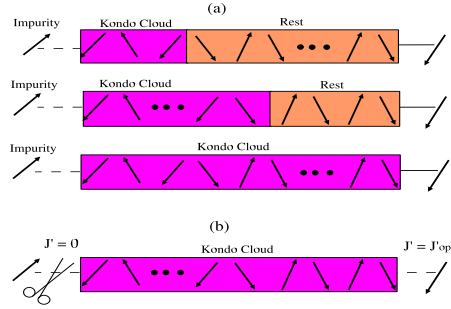 (a)
Impurity Kondo Cloud Rest
Impurity Kondo Cloud Rest
Impurity Kondo Cloud
(b)
J' = 0 Kondo Cloud J' = J'op